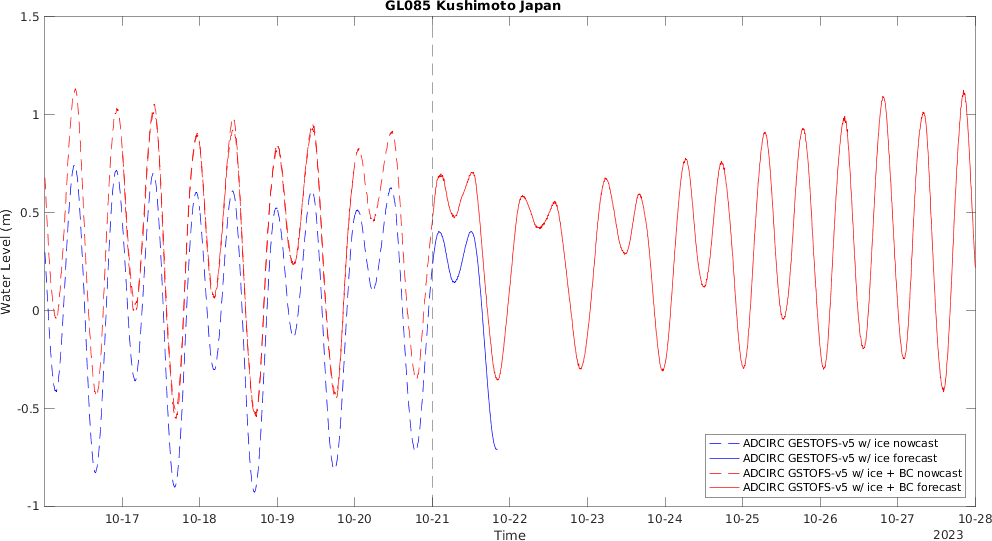 GL085 Kushimoto Japan
1.5
1
0.5
0
-0.5
-1
Water Level (m)
10-17 10-18 10-19 10-20 10-21 10-22 10-23 10-24 10-25 10-26 10-27 10-28
Time
2023
ADCIRC GESTOFS-v5 w/ ice nowcast
ADCIRC GESTOFS-v5 w/ ice forecast
ADCIRC GSTOFS-v5 w/ ice + BC nowcast
ADCIRC GSTOFS-v5 w/ ice + BC forecast